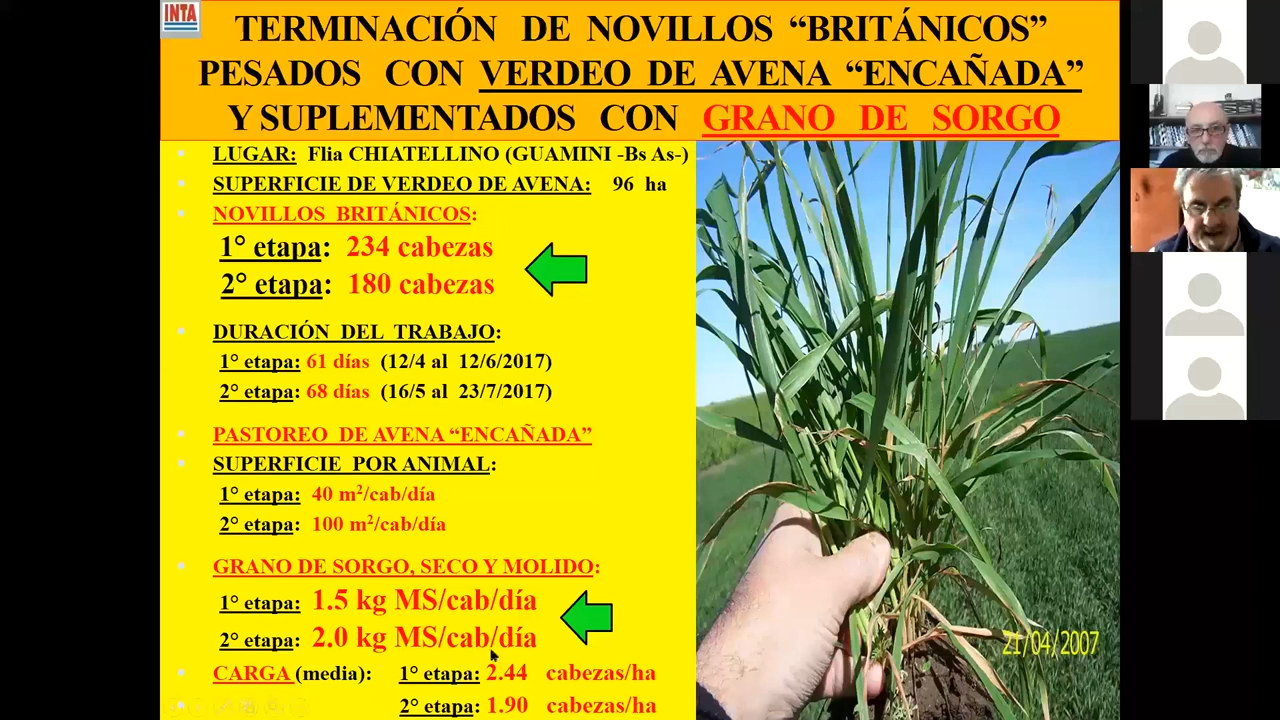 INTA
TERMINACIÓN DE NOVILLOS “BRITÁNICOS”
PESADOS CON VERDEO DE AVENA “ENCAÑADA”
Y SUPLEMENTADOS CON GRANO DE SORGO
LUGAR: Flia CHIATELLINO (GUAMINI -Bs As-)
SUPERFICIE DE VERDEO DE AVENA: 96 ha
NOVILLOS BRITÁNICOS:
1° etapa: 234 cabezas
2° etapa: 180 cabezas
DURACIÓN DEL TRABAJO:
1° etapa: 61 días (12/4 al 12/6/2017)
2° etapa: 68 días (16/5 al 23/7/2017)
PASTOREO DE AVENA “ENCAÑADA”
SUPERFICIE POR ANIMAL:
1° etapa: 40 m²/cab/día
2° etapa: 100 m²/cab/día
GRANO DE SORGO, SECO Y MOLIDO:
1° etapa: 1.5 kg MS/cab/día
2° etapa: 2.0 kg MS/cab/día
CARGA (media): 1° etapa: 2.44 cabezas/ha
2° etapa: 1.90 cabezas/ha
21/04/2007